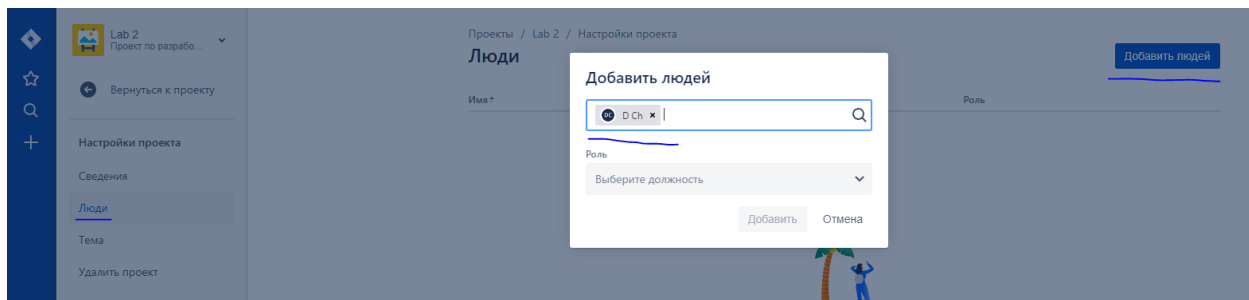 Lab 2
Проект по разрабо...
Вернуться к проекту
Настройки проекта
Сведения
Люди
Тема
Удалить проект
Проекты / Lab 2 / Настройки проекта
Люди
Добавить людей
Имя
Роль
Добавить людей
DC D Ch ×
Роль
Выберите должность
Добавить Отмена